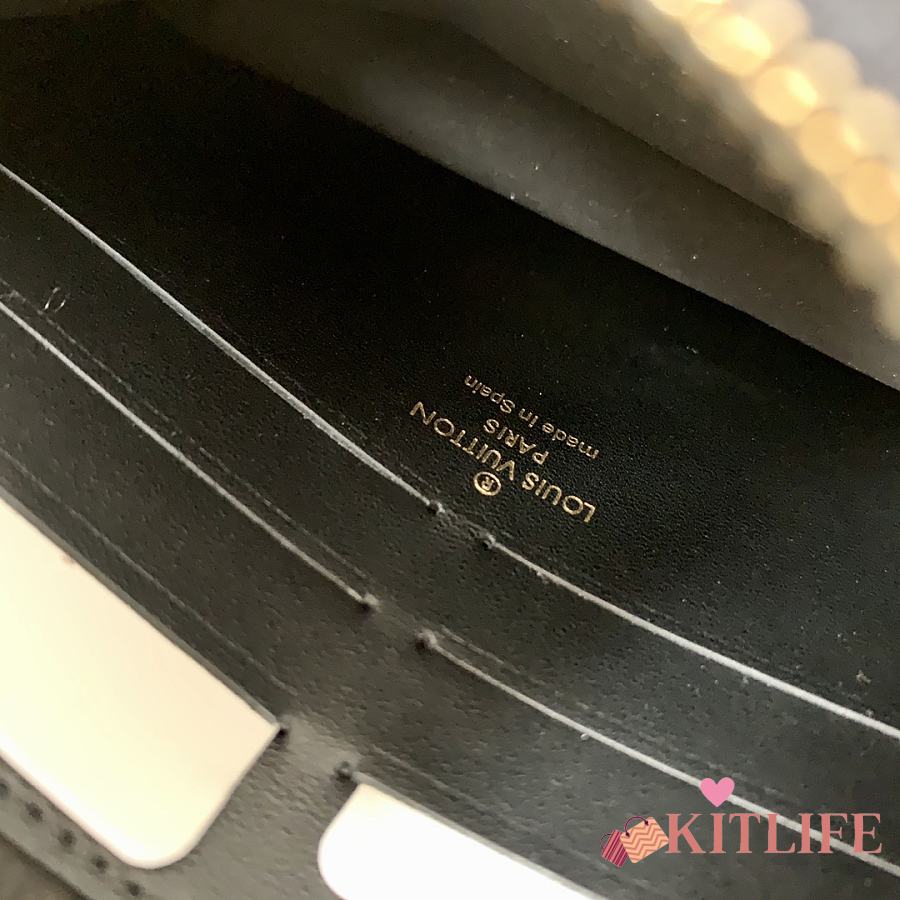 LOUIS VUITTON
®
PARIS
made in Spain
KITLIFE